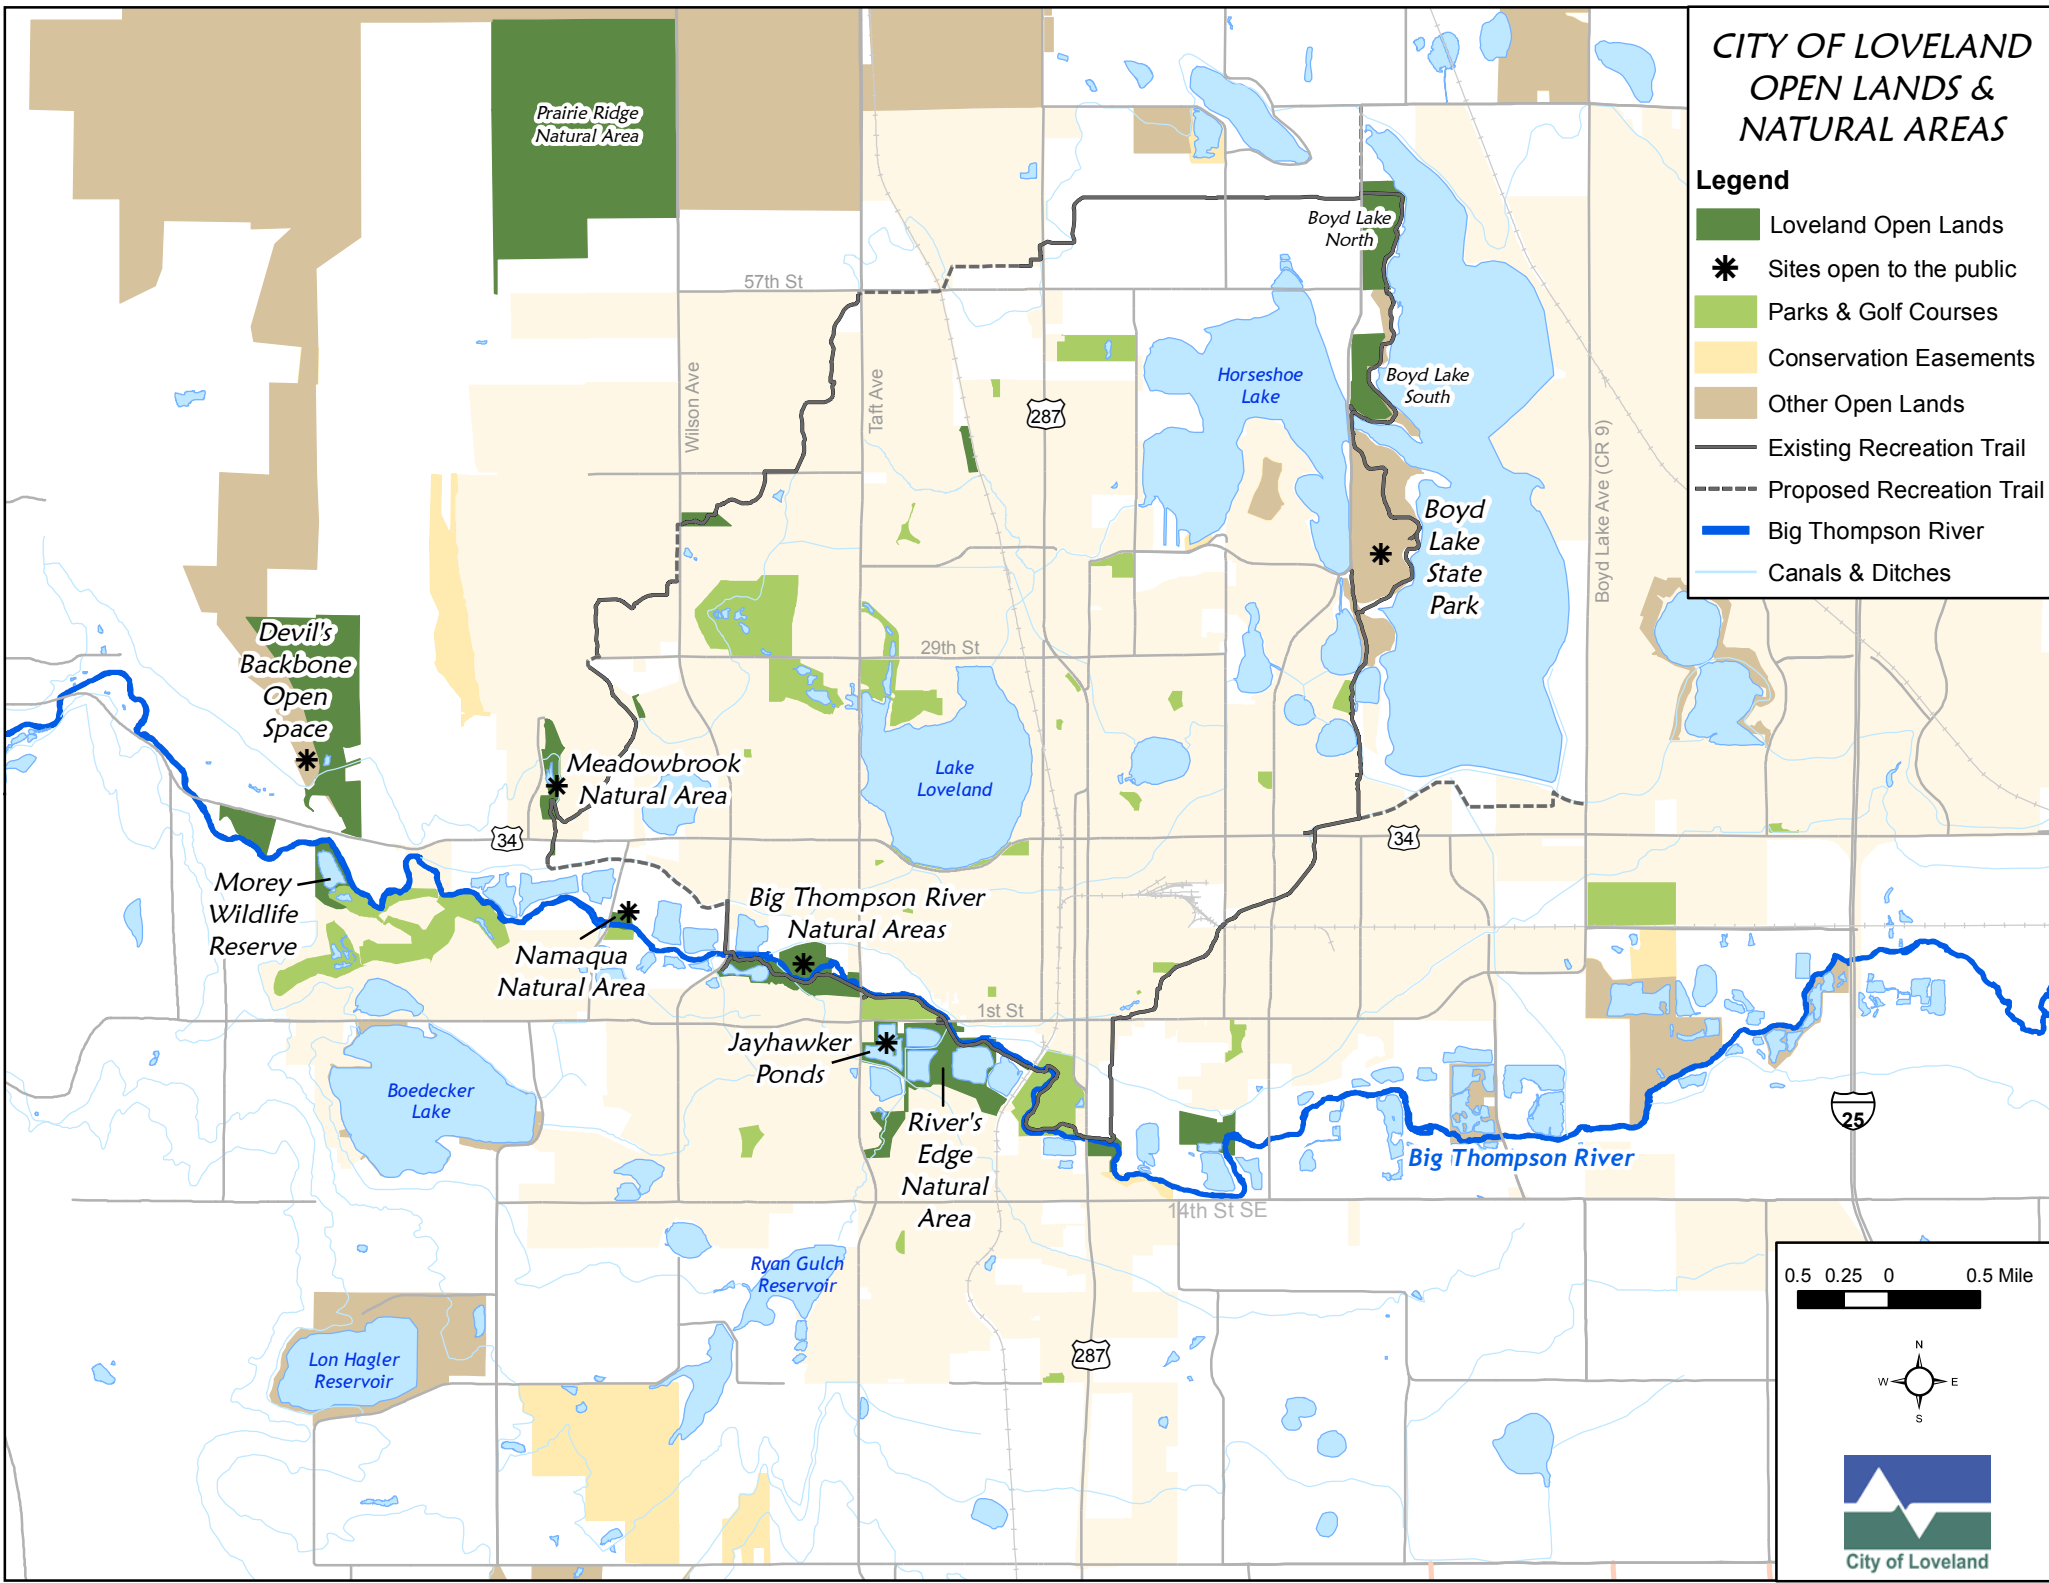 CITY OF LOVELAND
OPEN LANDS &
NATURAL AREAS
Legend
Loveland Open Lands
Sites open to the public
Parks & Golf Courses
Conservation Easements
Other Open Lands
Existing Recreation Trail
Proposed Recreation Trail
Big Thompson River
Canals & Ditches
Prairie Ridge
Natural Area
Boyd Lake
North
57th St
Wilson Ave
Taft Ave
287
Horseshoe
Lake
Boyd Lake
South
Boyd Lake Ave (CR 9)
Boyd
Lake
State
Park
Devil's
Backbone
Open
Space
29th St
Meadowbrook
Natural Area
Lake
Loveland
34
34
Morey
Wildlife
Reserve
Big Thompson River
Natural Areas
Namaqua
Natural Area
1st St
Jayhawker
Ponds
Boedecker
Lake
River's
Edge
Natural
Area
Big Thompson River
25
14th St SE
Ryan Gulch
Reservoir
287
Lon Hagler
Reservoir
0.5 0.25 0 0.5 Mile
N
W E
S
City of Loveland